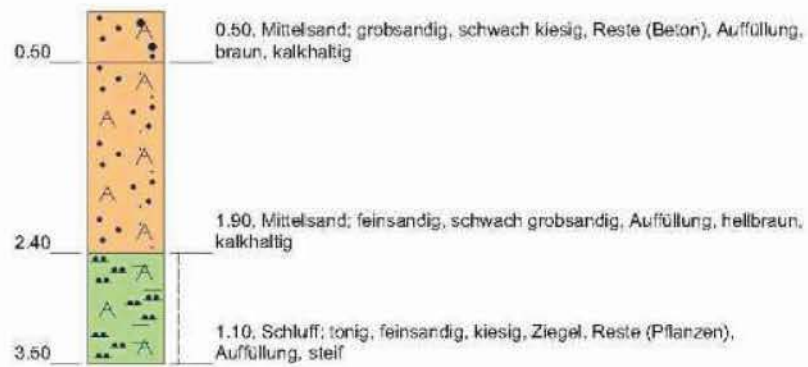 0.50, Mittelsand; grobsandig, schwach kiesig, Reste (Beton), Auffüllung,
0.50
braun, kalkhaltig
1.90, Mittelsand; feinsandig, schwach grobsandig, Auffüllung, hellbraun,
2.40
kalkhaltig
1.10, Schluff; tonig, feinsandig, kiesig, Ziegel, Reste (Pflanzen),
3.50
Auffüllung, steif